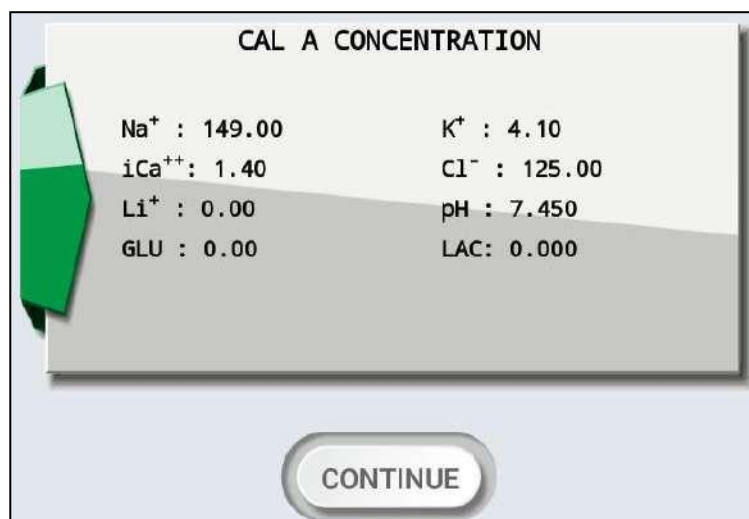 CAL A CONCENTRATION
Na⁺ : 149.00 K⁺ : 4.10
iCa⁺⁺: 1.40 Cl⁻ : 125.00
Li⁺ : 0.00 pH : 7.450
GLU : 0.00 LAC: 0.000
CONTINUE